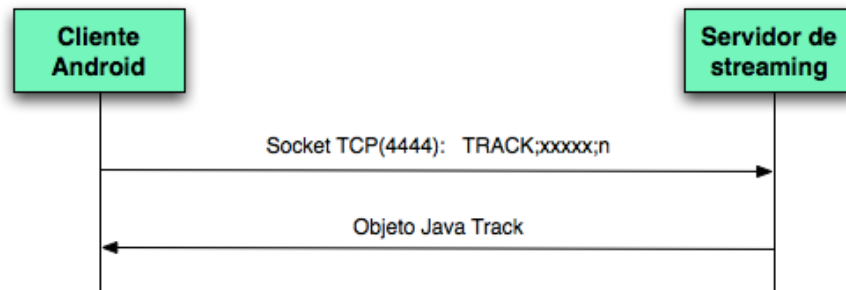 Cliente
Android
Servidor de
streaming
Socket TCP(4444): TRACK;xxxxx;n
Objeto Java Track